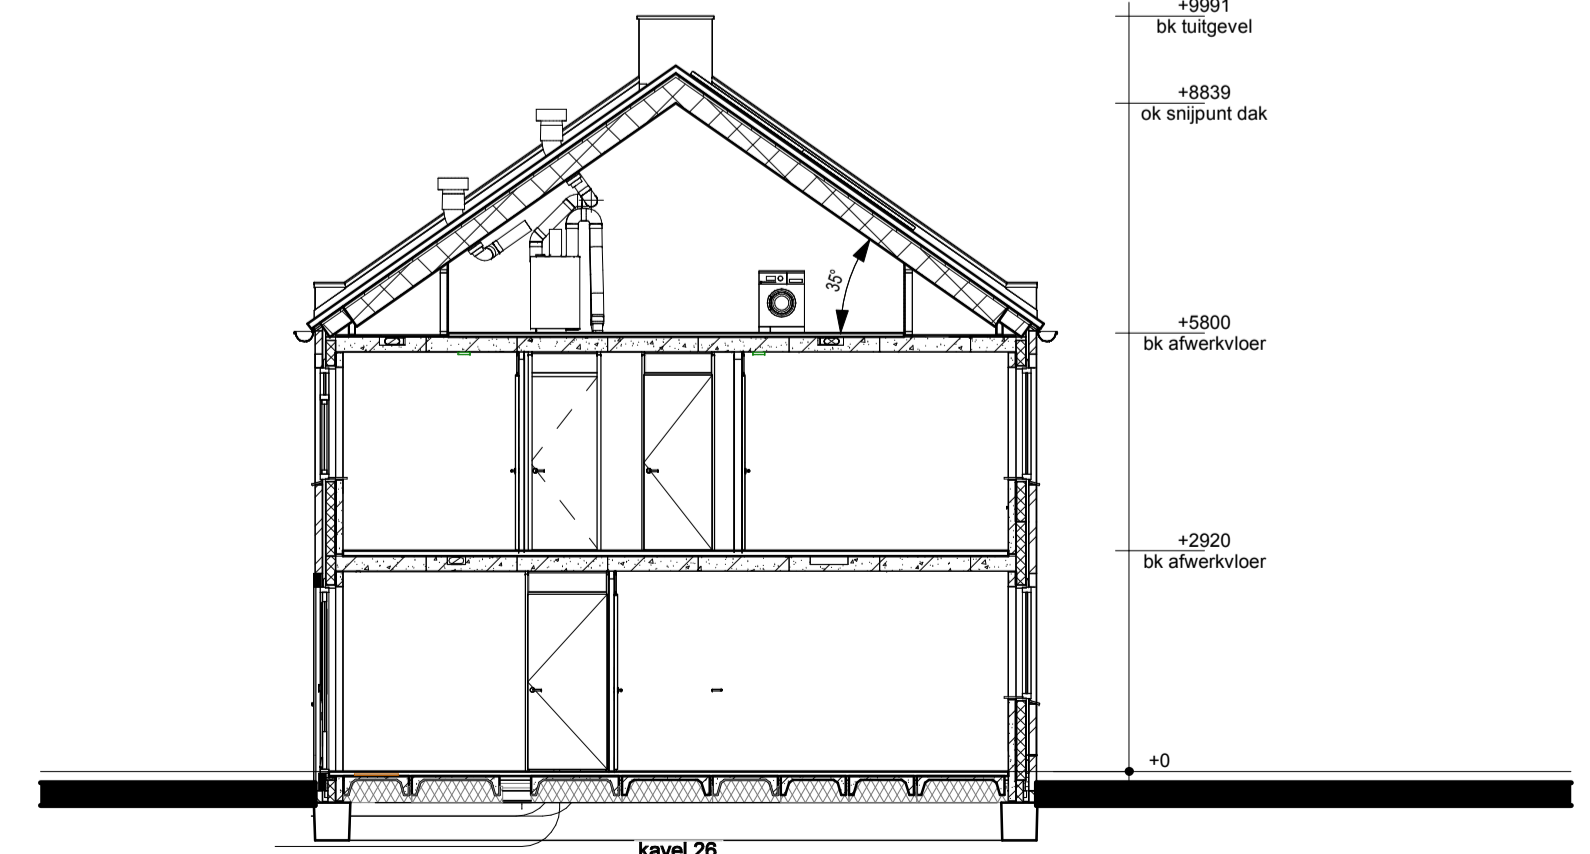 +9991
bk tuitgevel
+8839
ok snijpunt dak
35°
+5800
bk afwerkvloer
+2920
bk afwerkvloer
+0
kavel 26